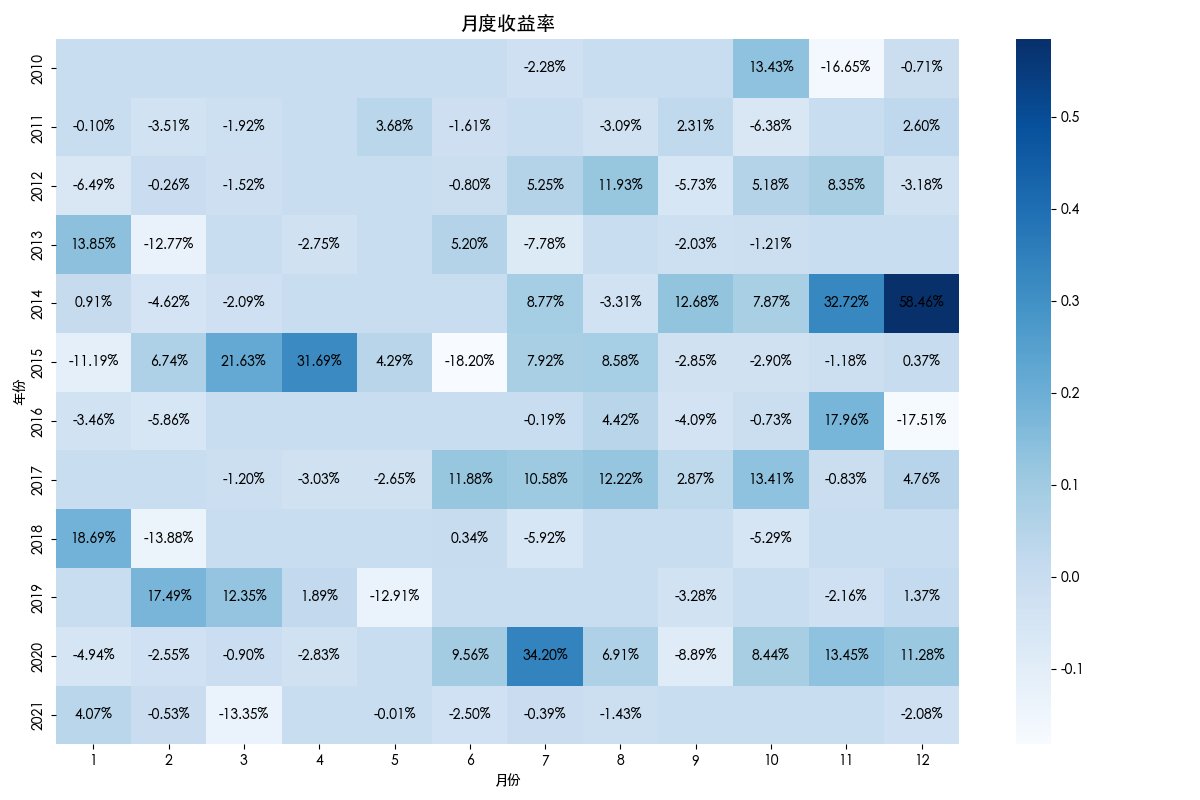 月度收益率
2010 -2.28% 13.43% -16.65% -0.71%
2011 -0.10% -3.51% -1.92% 3.68% -1.61% -3.09% 2.31% -6.38% 2.60%
2012 -6.49% -0.26% -1.52% -0.80% 5.25% 11.93% -5.73% 5.18% 8.35% -3.18%
2013 13.85% -12.77% -2.75% 5.20% -7.78% -2.03% -1.21%
2014 0.91% -4.62% -2.09% 8.77% -3.31% 12.68% 7.87% 32.72% 58.46%
2015 -11.19% 6.74% 21.63% 31.69% 4.29% -18.20% 7.92% 8.58% -2.85% -2.90% -1.18% 0.37%
年份
2016 -3.46% -5.86% -0.19% 4.42% -4.09% -0.73% 17.96% -17.51%
2017 -1.20% -3.03% -2.65% 11.88% 10.58% 12.22% 2.87% 13.41% -0.83% 4.76%
2018 18.69% -13.88% 0.34% -5.92% -5.29%
2019 17.49% 12.35% 1.89% -12.91% -3.28% -2.16% 1.37%
2020 -4.94% -2.55% -0.90% -2.83% 9.56% 34.20% 6.91% -8.89% 8.44% 13.45% 11.28%
2021 4.07% -0.53% -13.35% -0.01% -2.50% -0.39% -1.43% -2.08%
1 2 3 4 5 6 7 8 9 10 11 12
月份
0.5
0.4
0.3
0.2
0.1
0.0
-0.1